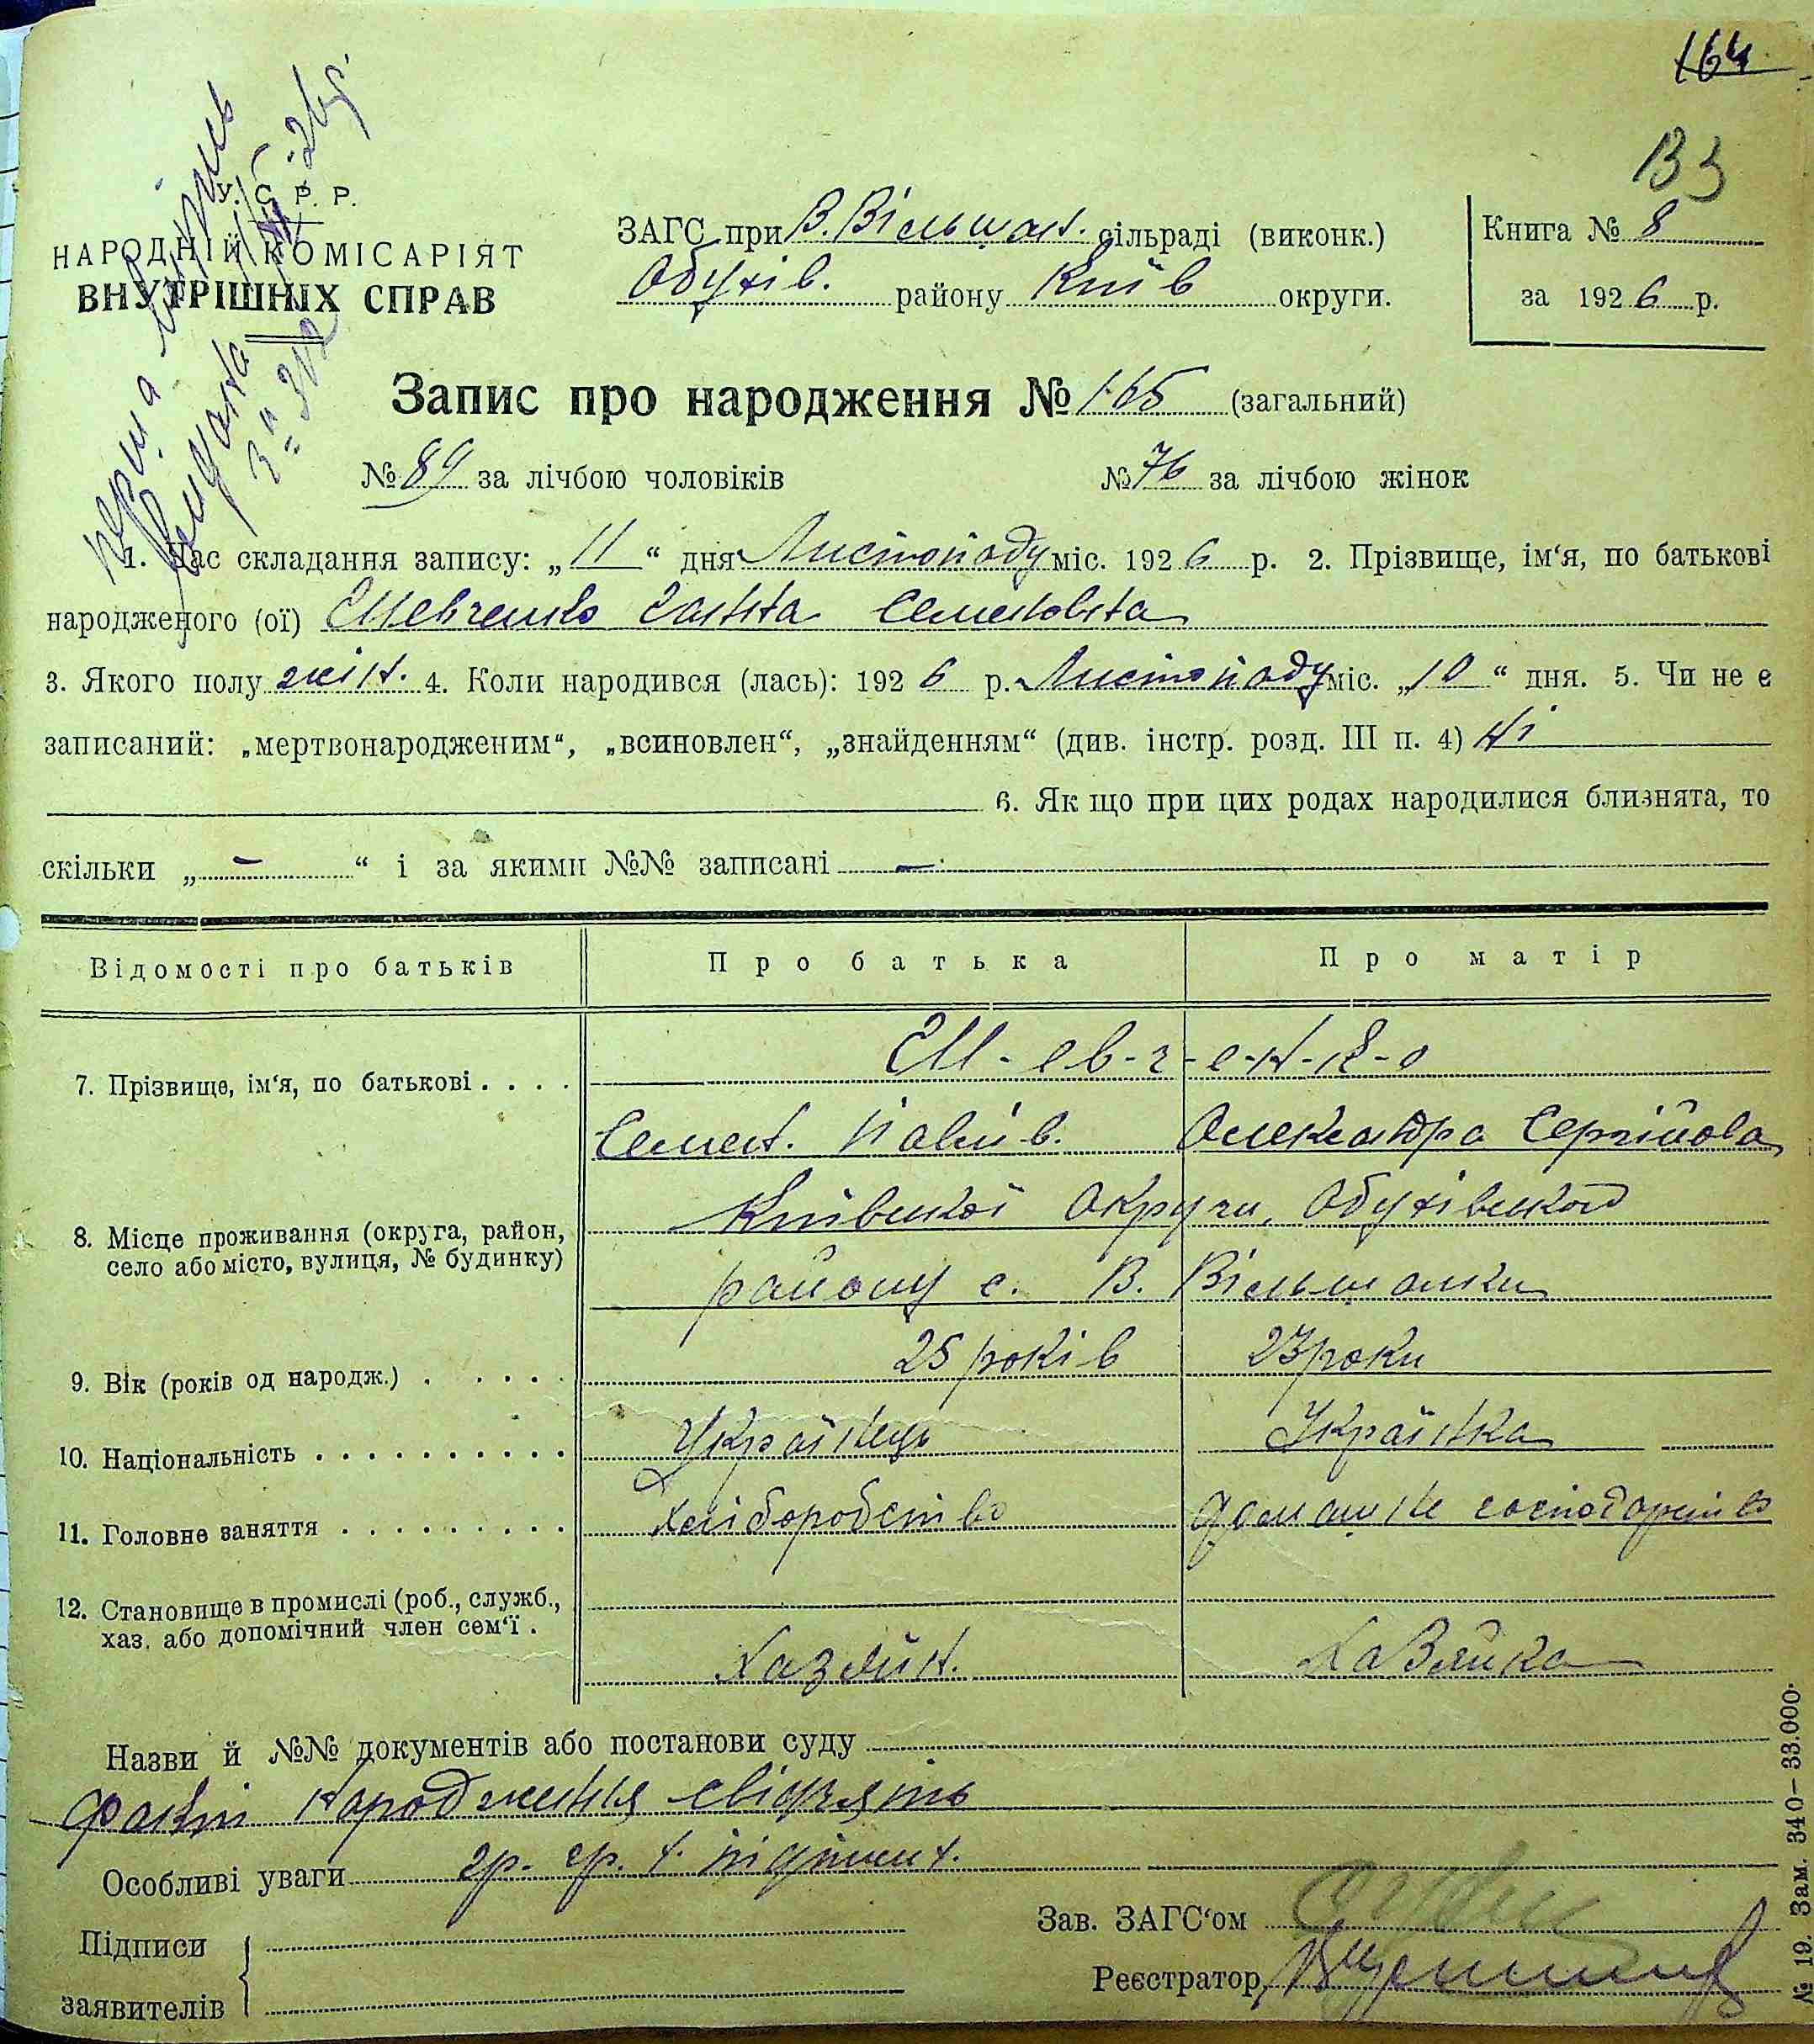 164
133
У. С. Р. Р.
НАРОДНІЙ КОМІСАРІЯТ
ВНУТРІШНІХ СПРАВ
ЗАГС при В. Вільшан. сільраді (виконк.)
Обухів. району Київ округи.
Книга № 8
за 1926 р.
Запис про народження № 165 (загальний)
№ 89 за лічбою чоловіків
№ 76 за лічбою жінок
1. Час складання запису: „11“ дня Листопаду міс. 1926 р. 2. Прізвище, ім‘я, по батькові
народженого (ої) Шевченко Ганна Семеновна
3. Якого полу жін. 4. Коли народився (лась): 1926 р. Листопаду міс. „10“ дня. 5. Чи не є
записаний: „мертвонародженим“, „всиновлен“, „знайденням“ (див. інстр. розд. III п. 4) ні
6. Як що при цих родах народилися близнята, то
скільки „ – “ і за якими №№ записані –
Відомості про батьків
Про батька
Про матір
7. Прізвище, ім‘я, по батькові . . . .
Ш-ев-ч-е-н-к-о
Семен. Павлів.
Олександра Сергійова
8. Місце проживання (округа, район,
село або місто, вулиця, № будинку)
Київської Округи, Обухівського
району с. В. Вільшанки
9. Вік (років од народж.) . . . . .
25 років
23 роки
10. Національність . . . . . . . . . .
Українець
Українка
11. Головне заняття . . . . . . . . .
Хліборобство
Домашнє господарство
12. Становище в промислі (роб., служб.,
хаз. або допомічний член сем‘ї .
Хазяїн.
Хазяйка
Назви й №№ документів або постанови суду
Факт народження свідчать
Особливі уваги гр. гр.
Підписи
заявителів
Зав. ЗАГС‘ом
Реєстратор
№ 19. Зам. 340–33.000.